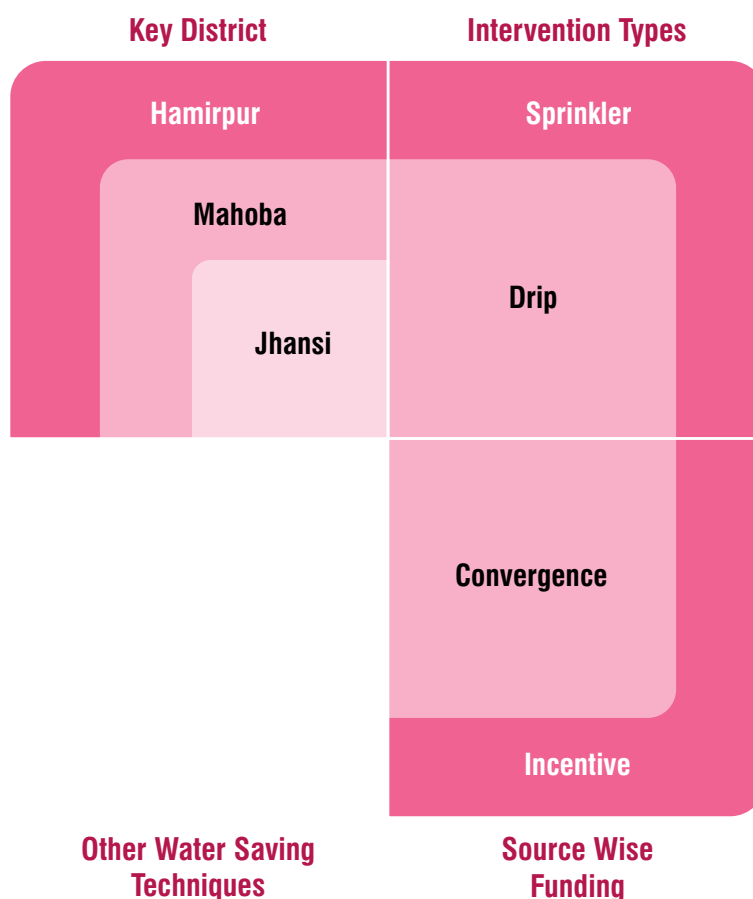 Key District
Intervention Types
Hamirpur
Sprinkler
Mahoba
Drip
Jhansi
Convergence
Incentive
Other Water Saving
Techniques
Source Wise
Funding